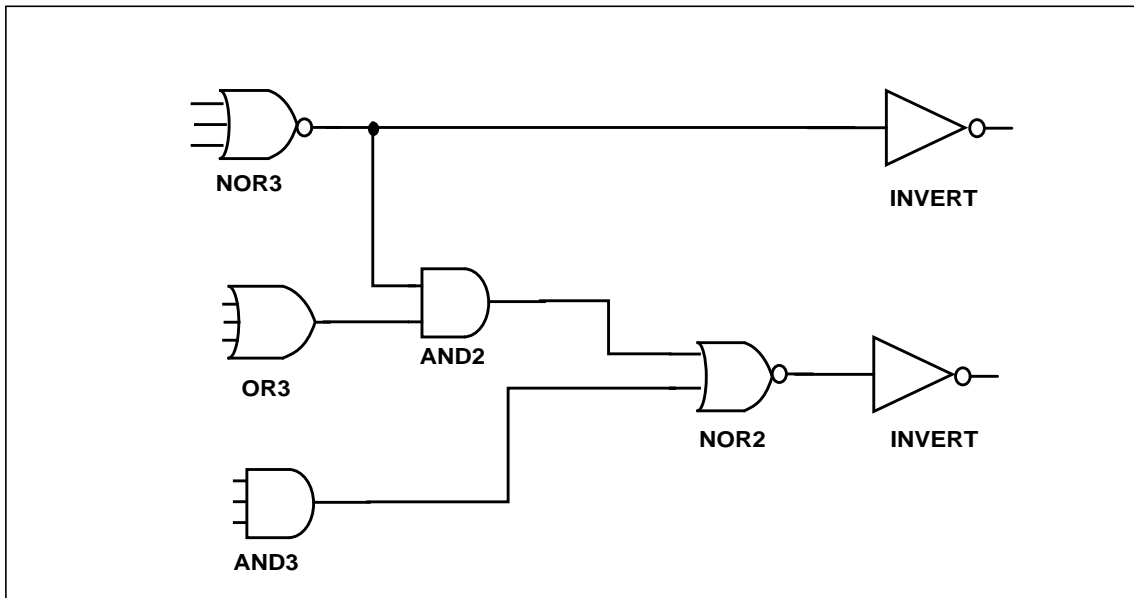 NOR3
INVERT
AND2
OR3
NOR2
INVERT
AND3